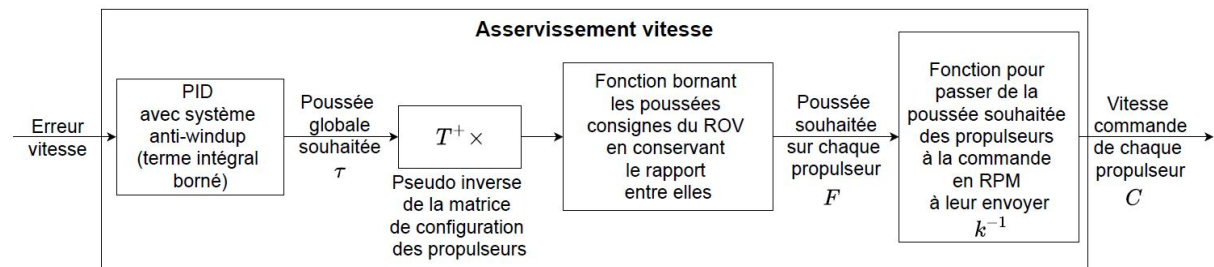 Asservissement vitesse
Erreur
vitesse
PID
avec système
anti-windup
(terme intégral
borné)
Poussée
globale
souhaitée
τ
T⁺ ×
Pseudo inverse
de la matrice
de configuration
des propulseurs
Fonction bornant
les poussées
consignes du ROV
en conservant
le rapport
entre elles
Poussée
souhaitée
sur chaque
propulseur
F
Fonction pour
passer de la
poussée souhaitée
des propulseurs
à la commande
en RPM
à leur envoyer
k⁻¹
Vitesse
commande
de chaque
propulseur
C